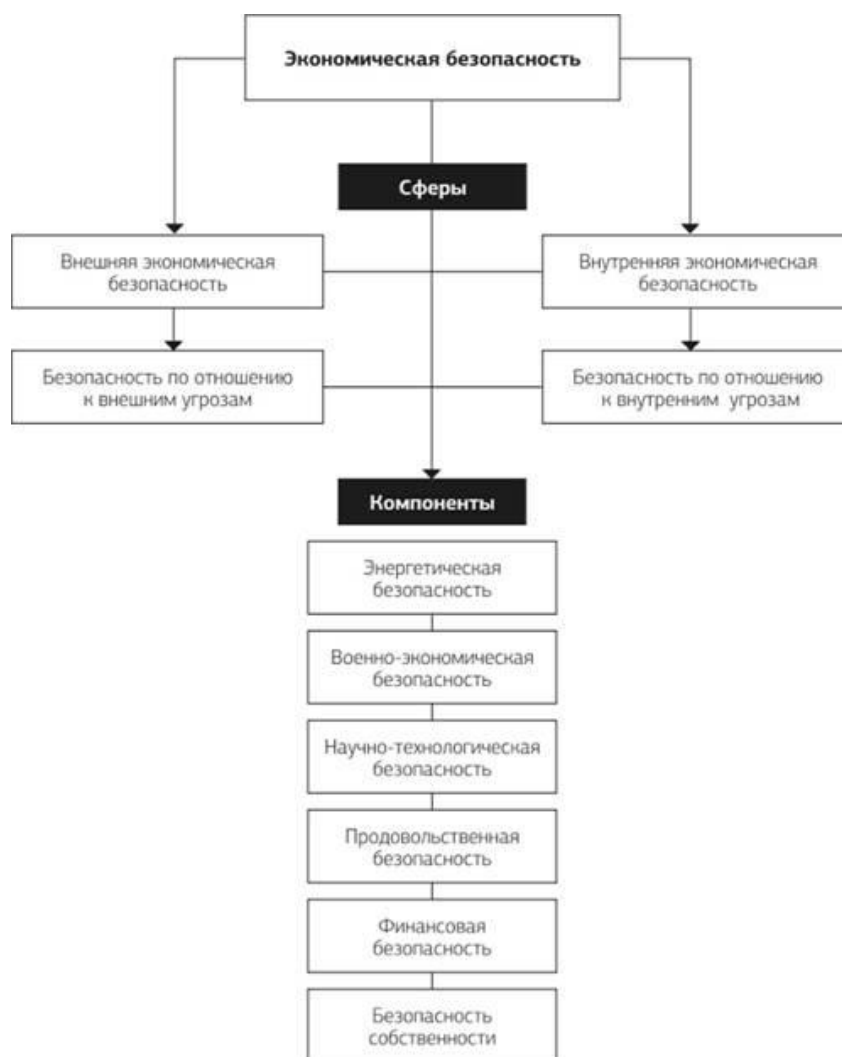 Экономическая безопасность
Сферы
Внешняя экономическая
безопасность
Внутренняя экономическая
безопасность
Безопасность по отношению
к внешним угрозам
Безопасность по отношению
к внутренним угрозам
Компоненты
Энергетическая
безопасность
Военно-экономическая
безопасность
Научно-технологическая
безопасность
Продовольственная
безопасность
Финансовая
безопасность
Безопасность
собственности